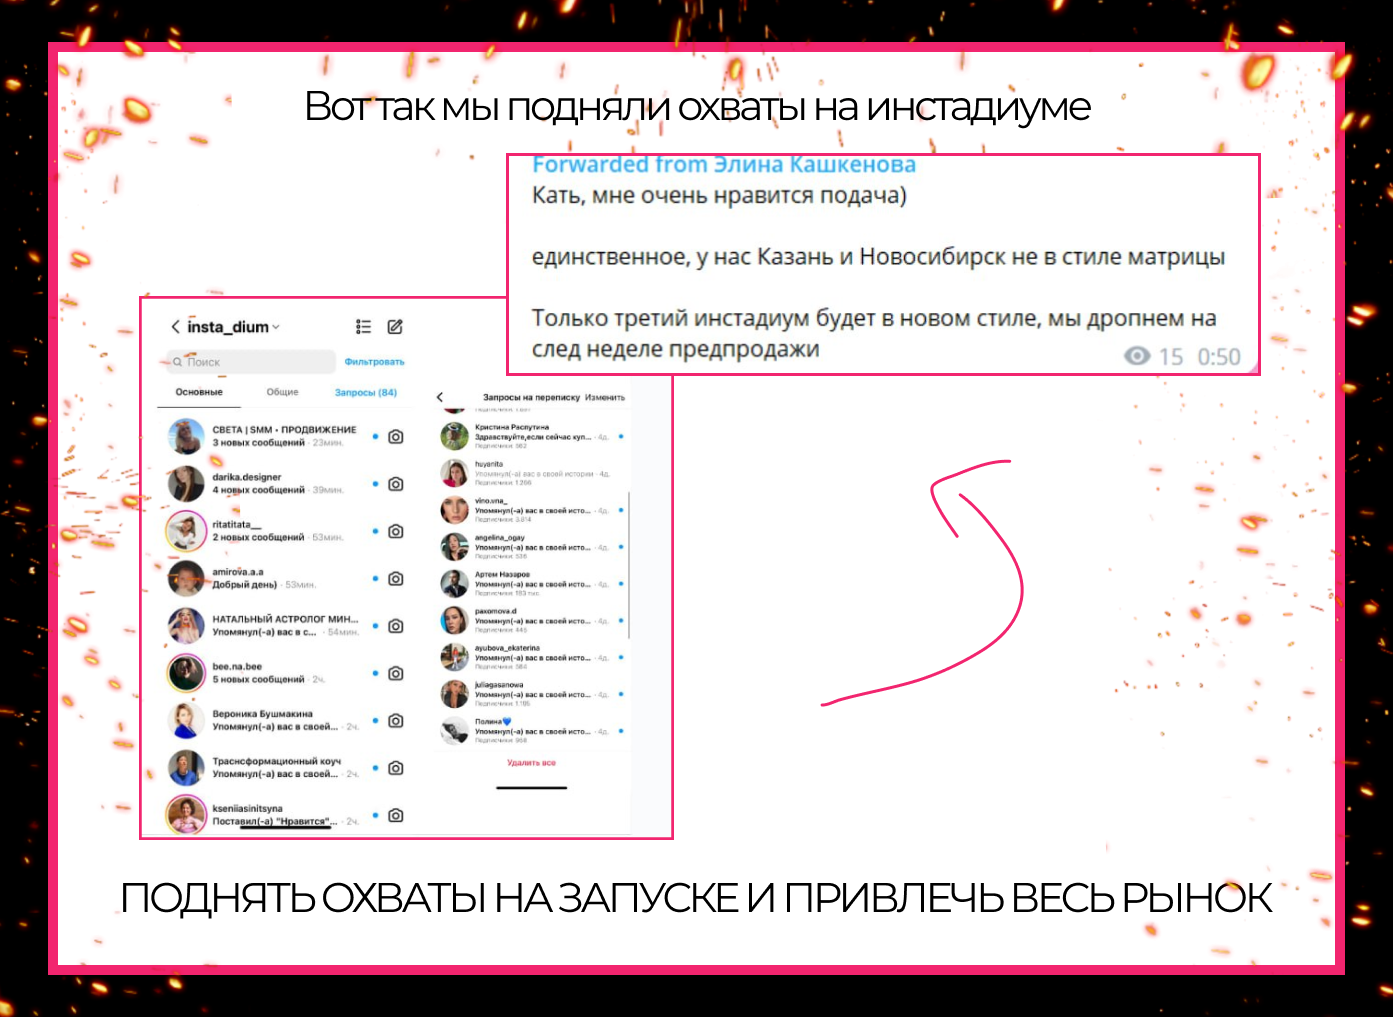 Вот так мы подняли охваты на инстадиуме
Forwarded from Элина Кашкенова
Кать, мне очень нравится подача)
единственное, у нас Казань и Новосибирск не в стиле матрицы
Только третий инстадиум будет в новом стиле, мы дропнем на
след неделе предпродажи
15 0:50
insta_dium
Поиск
Фильтровать
Основные Общие Запросы (84)
СВЕТА | SMM • ПРОДВИЖЕНИЕ
3 новых сообщений · 23мин.
darika.designer
4 новых сообщений · 39мин.
ritatitata__
2 новых сообщений · 53мин.
amirova.a.a
Добрый день) · 53мин.
НАТАЛЬНЫЙ АСТРОЛОГ МИН...
Упомянул(-а) вас в с... · 54мин.
bee.na.bee
5 новых сообщений · 2ч.
Вероника Бушмакина
Упомянул(-а) вас в своей... · 2ч.
Траснсформационный коуч
Упомянул(-а) вас в своей... · 2ч.
kseniiasinitsyna
Поставил(-а) "Нравится"... · 2ч.
Запросы на переписку Изменить
Кристина Распутина
Здравствуйте,если сейчас куп... · 4д.
Подписчики: 563
huyanita
Упомянул(-а) вас в своей истории · 4д.
Подписчики: 1 268
vino.vna_
Упомянул(-а) вас в своей исто... · 4д.
Подписчики: 3 014
angelina_ogay
Упомянул(-а) вас в своей исто... · 4д.
Подписчики: 536
Артем Назаров
Упомянул(-а) вас в своей исто... · 4д.
Подписчики: 163 тыс.
paxomova.d
Упомянул(-а) вас в своей исто... · 4д.
Подписчики: 445
ayubova_ekaterina
Упомянул(-а) вас в своей исто... · 4д.
Подписчики: 584
juliagasanowa
Упомянул(-а) вас в своей исто... · 4д.
Подписчики: 1 195
Полина💙
Упомянул(-а) вас в своей исто... · 4д.
Подписчики: 968
Удалить все
ПОДНЯТЬ ОХВАТЫ НА ЗАПУСКЕ И ПРИВЛЕЧЬ ВЕСЬ РЫНОК